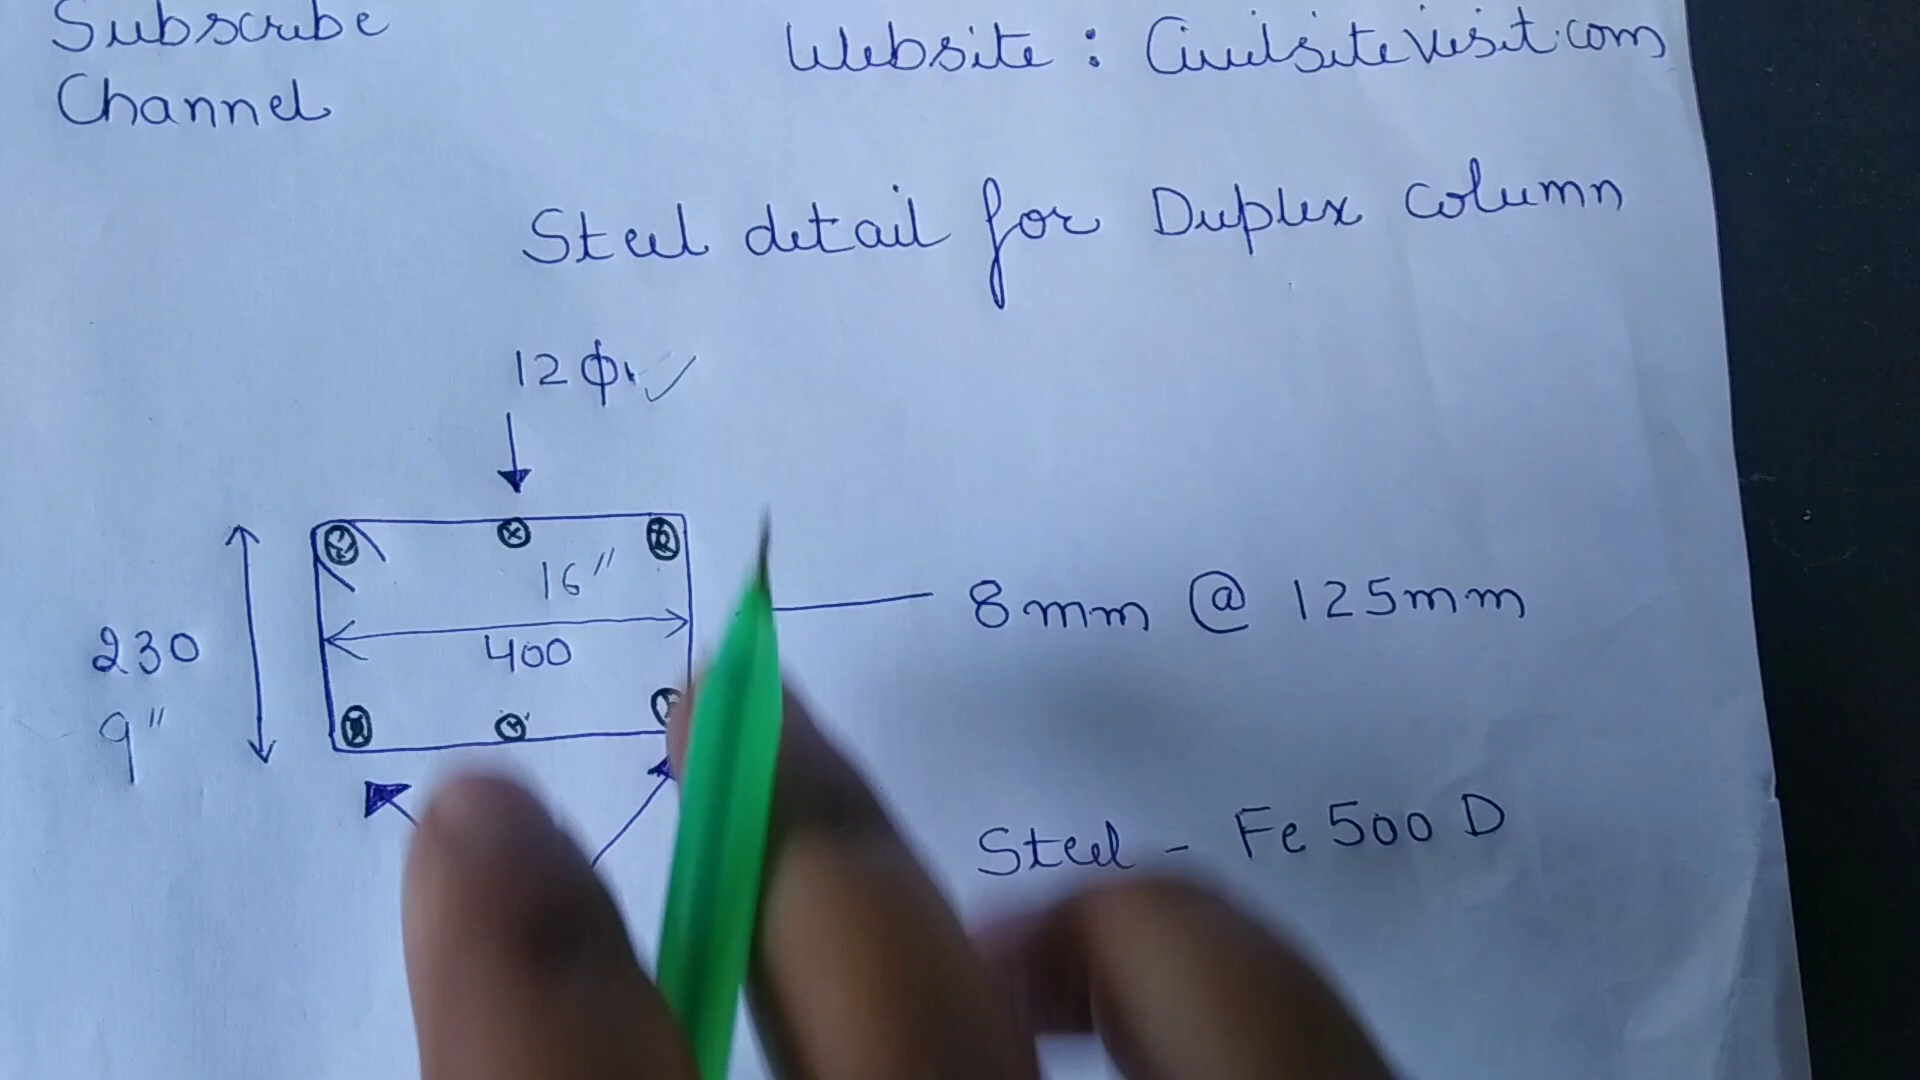 Subscribe
Channel
Website : Civilsitevisit.com
Steel detail for Duplex column
12 ф
16"
400
230
9"
8mm @ 125mm
Steel - Fe 500 D